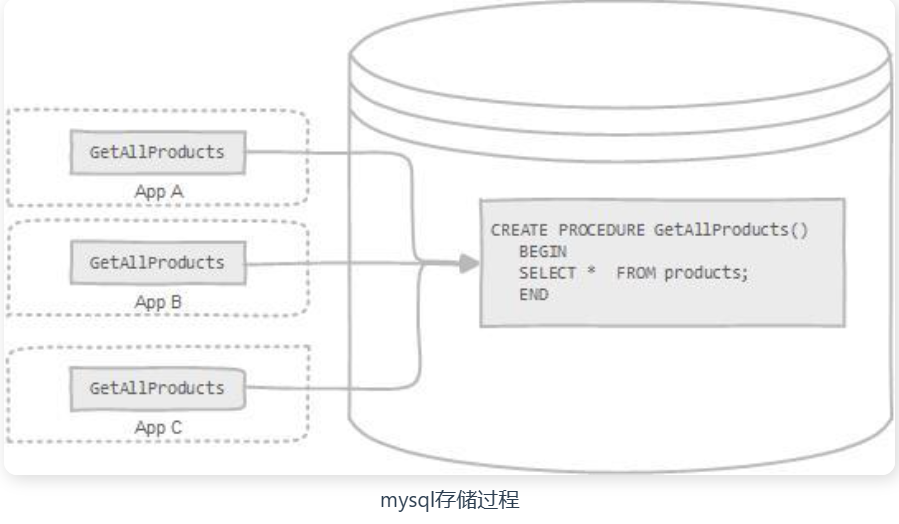 GetAllProducts
App A
GetAllProducts
App B
GetAllProducts
App C
CREATE PROCEDURE GetAllProducts()
BEGIN
SELECT * FROM products;
END
mysql存储过程